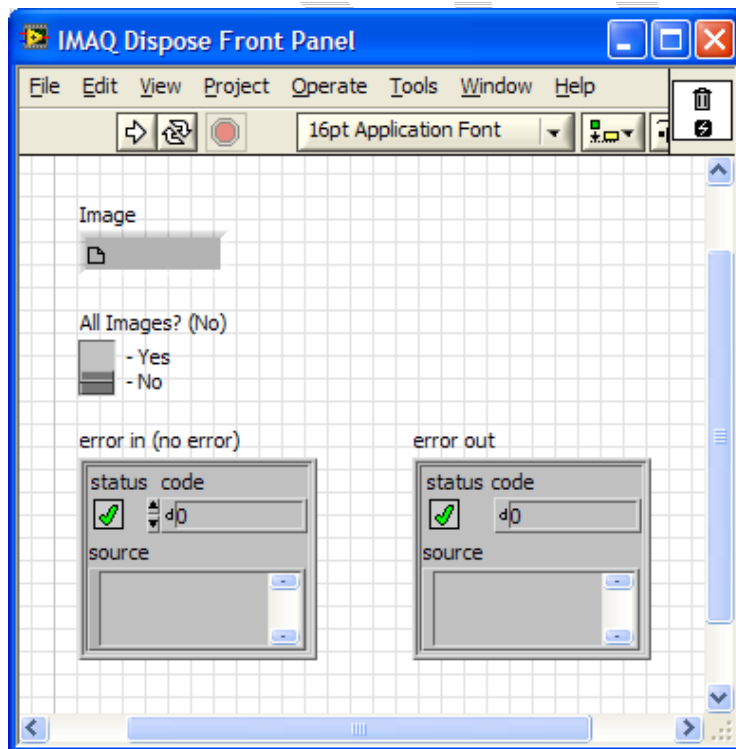 IMAQ Dispose Front Panel
File Edit View Project Operate Tools Window Help
16pt Application Font
Image
All Images? (No)
- Yes
- No
error in (no error)
status code
d 0
source
error out
status code
d 0
source